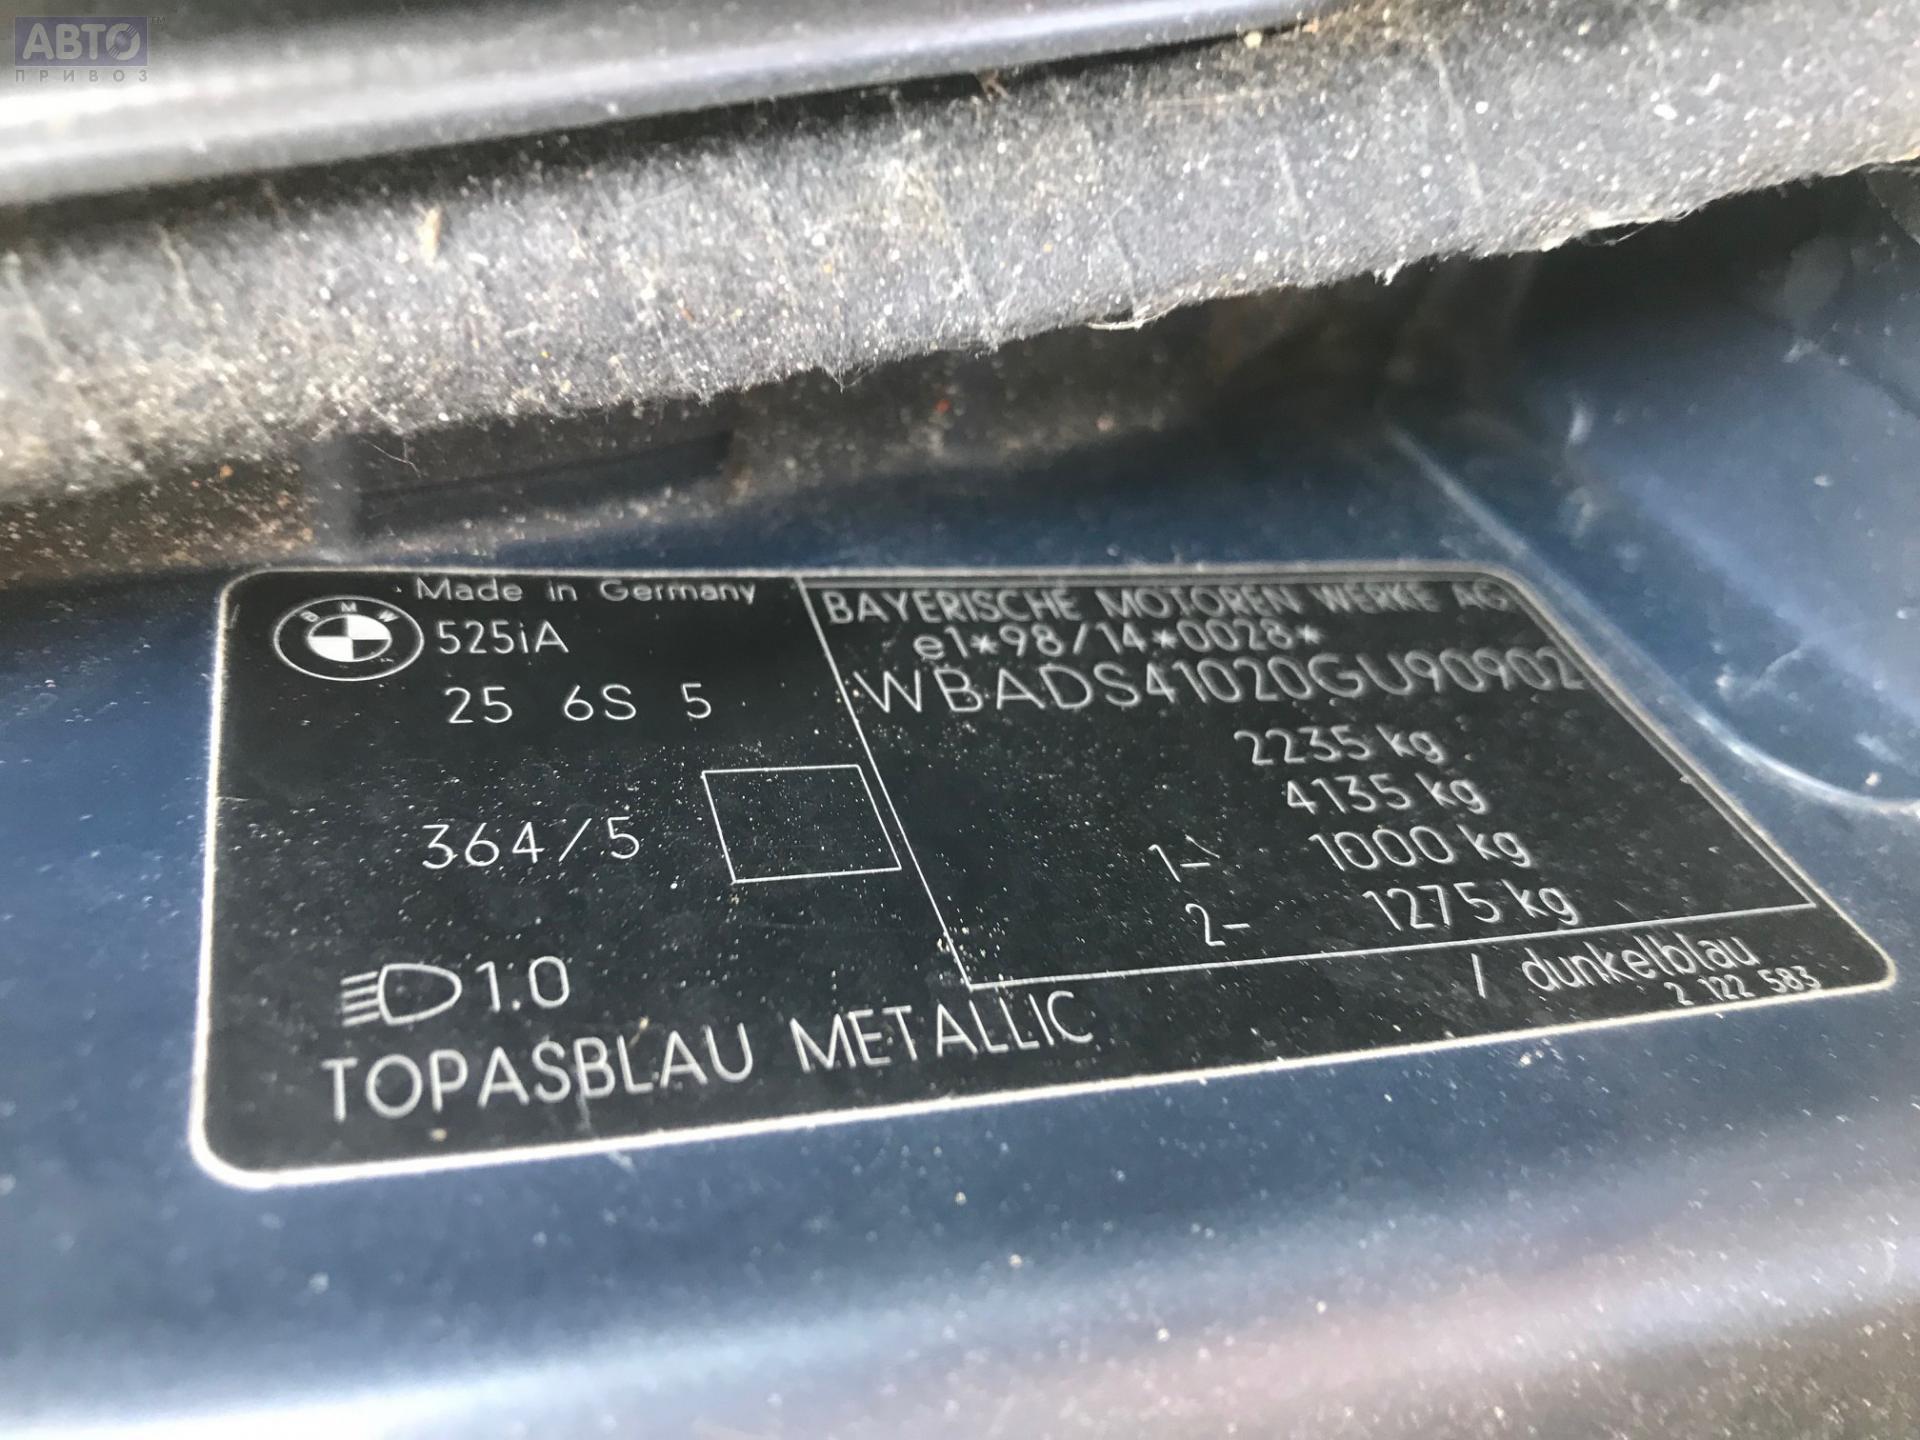 АВТО TM
ПРИВОЗ
Made in Germany
BMW 525iA
25 6S 5
364/5
1.0
TOPASBLAU METALLIC
BAYERISCHE MOTOREN WERKE AG
e1*98/14*0028*
WBADS41020GU90902
2235 kg
4135 kg
1- 1000 kg
2- 1275 kg
/ dunkelblau
2 122 583